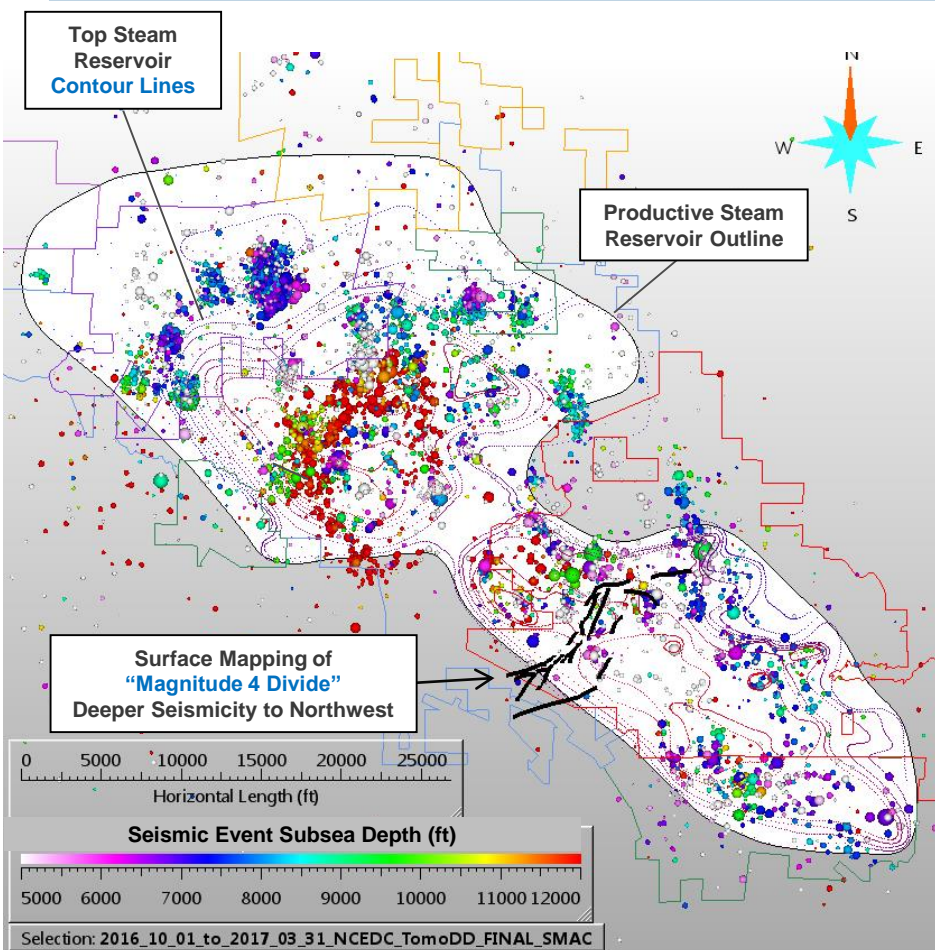 Top Steam
Reservoir
Contour Lines
N
W
E
S
Productive Steam
Reservoir Outline
Surface Mapping of
“Magnitude 4 Divide”
Deeper Seismicity to Northwest
0 5000 10000 15000 20000 25000
Horizontal Length (ft)
Seismic Event Subsea Depth (ft)
5000 6000 7000 8000 9000 10000 11000 12000
Selection: 2016_10_01_to_2017_03_31_NCEDC_TomoDD_FINAL_SMAC